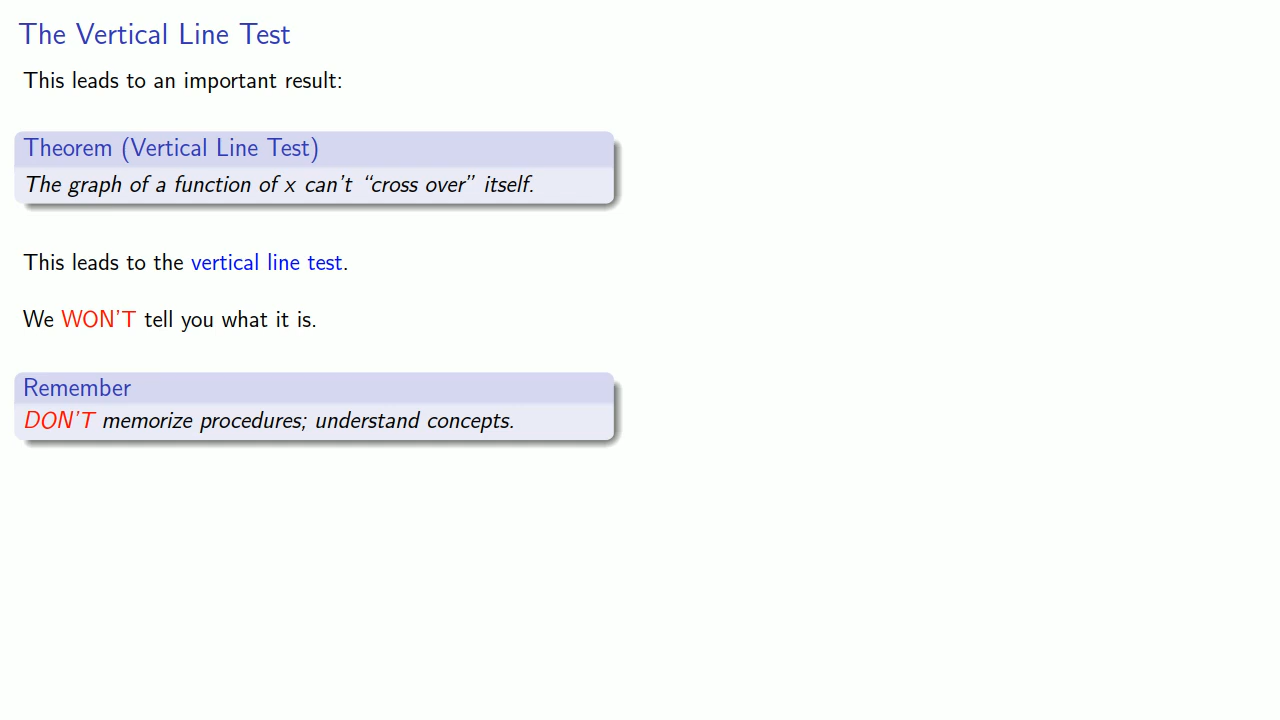 The Vertical Line Test
This leads to an important result:
Theorem (Vertical Line Test)
The graph of a function of x can't “cross over” itself.
This leads to the vertical line test.
We WON'T tell you what it is.
Remember
DON'T memorize procedures; understand concepts.